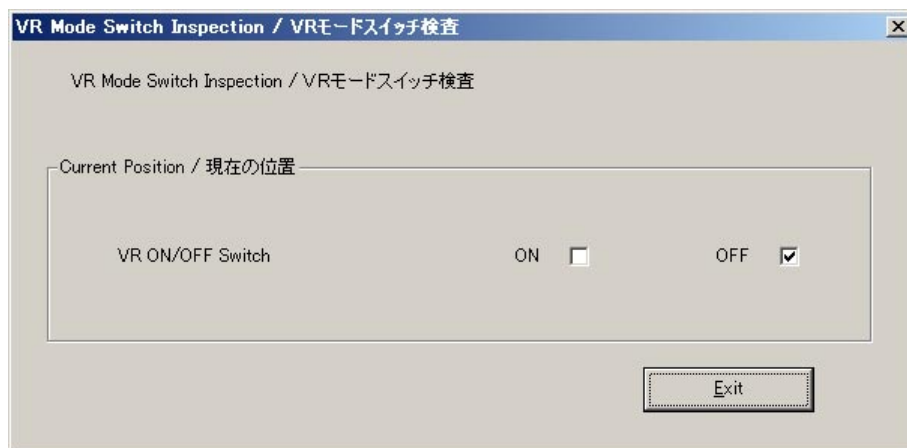 VR Mode Switch Inspection / VRモードスイッチ検査
VR Mode Switch Inspection / VRモードスイッチ検査
Current Position / 現在の位置
VR ON/OFF Switch ON OFF
Exit